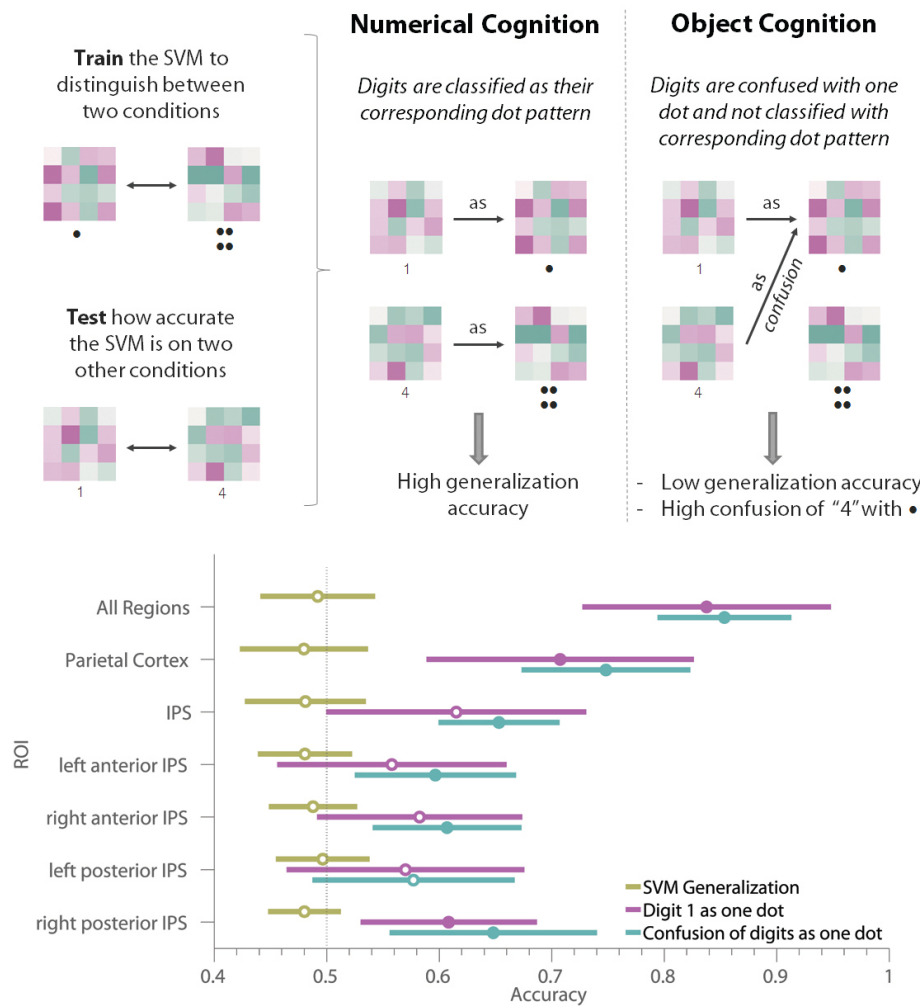 Train the SVM to
distinguish between
two conditions
Test how accurate
the SVM is on two
other conditions
1
4
Numerical Cognition
Digits are classified as their
corresponding dot pattern
as
1
as
4
High generalization
accuracy
Object Cognition
Digits are confused with one
dot and not classified with
corresponding dot pattern
as
1
as
confusion
4
- Low generalization accuracy
- High confusion of "4" with •
ROI
All Regions
Parietal Cortex
IPS
left anterior IPS
right anterior IPS
left posterior IPS
right posterior IPS
SVM Generalization
Digit 1 as one dot
Confusion of digits as one dot
0.4 0.5 0.6 0.7 0.8 0.9 1
Accuracy